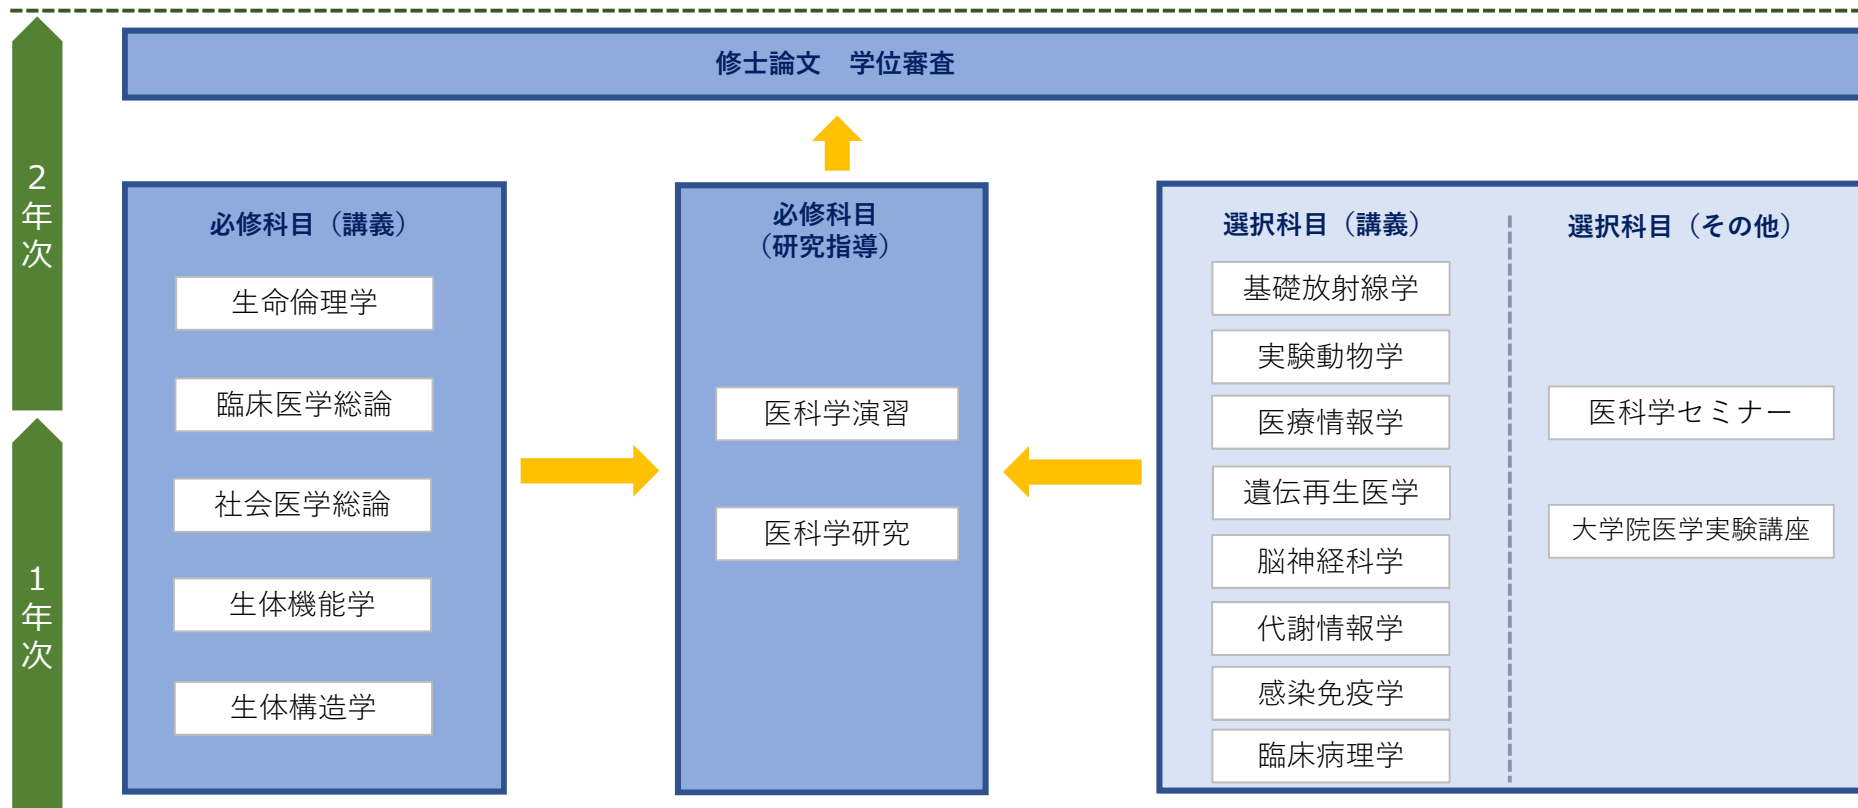 修士論文　学位審査
2年次
1年次
必修科目（講義）
生命倫理学
臨床医学総論
社会医学総論
生体機能学
生体構造学
必修科目
（研究指導）
医科学演習
医科学研究
選択科目（講義）
基礎放射線学
実験動物学
医療情報学
遺伝再生医学
脳神経科学
代謝情報学
感染免疫学
臨床病理学
選択科目（その他）
医科学セミナー
大学院医学実験講座